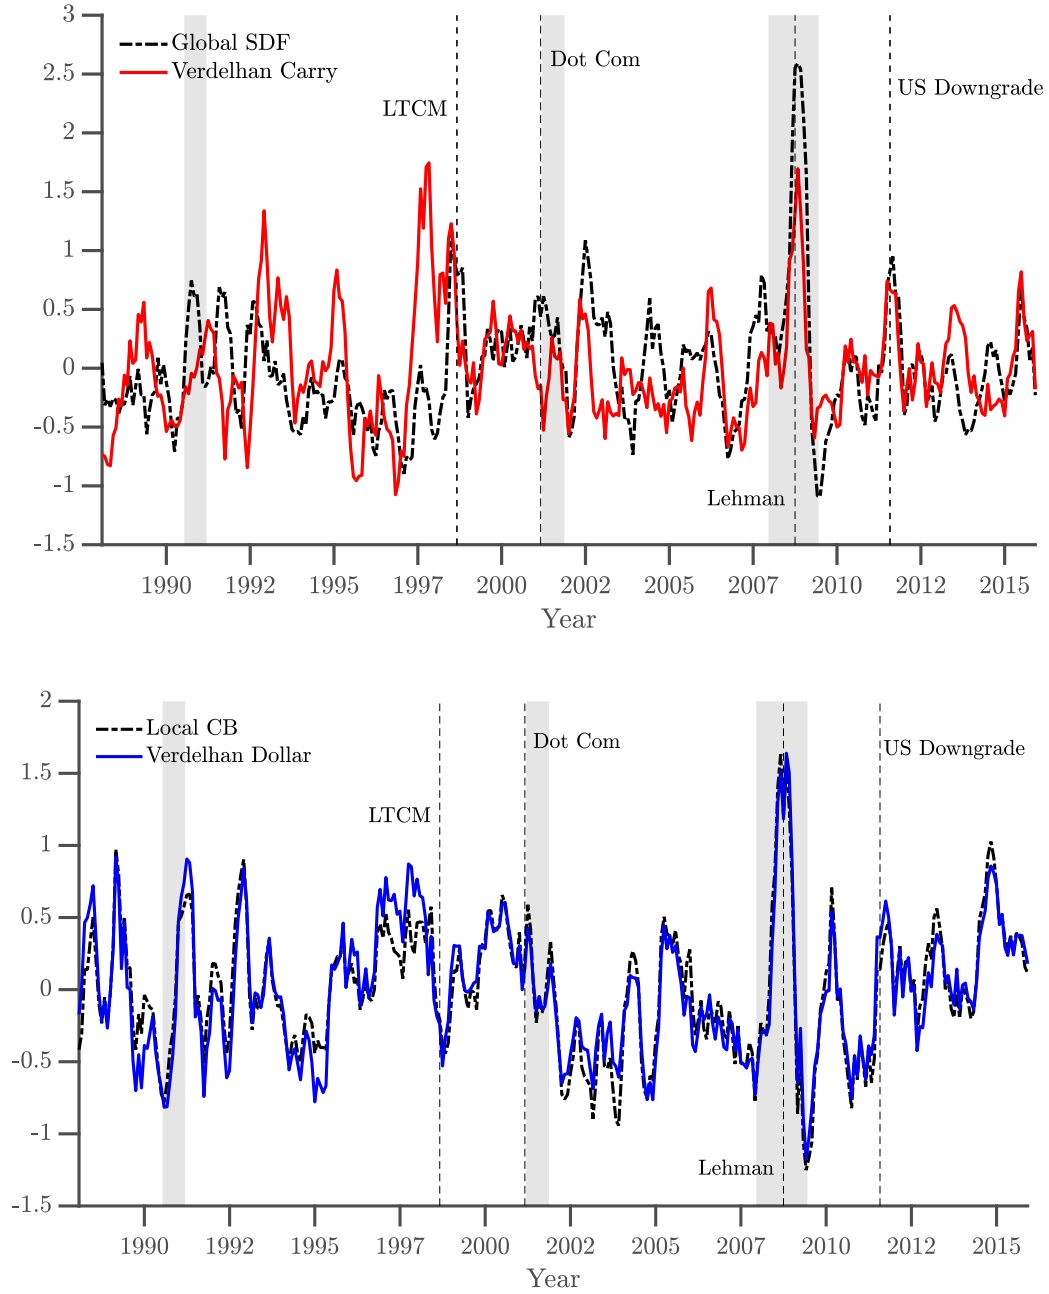 3
Global SDF
Verdelhan Carry
Dot Com
2.5
US Downgrade
LTCM
2
1.5
1
0.5
0
-0.5
Lehman
-1
-1.5
1990 1992 1995 1997 2000 2002 2005 2007 2010 2012 2015
Year
2
Local CB
Verdelhan Dollar
Dot Com
US Downgrade
1.5
LTCM
1
0.5
0
-0.5
-1
Lehman
-1.5
1990 1992 1995 1997 2000 2002 2005 2007 2010 2012 2015
Year